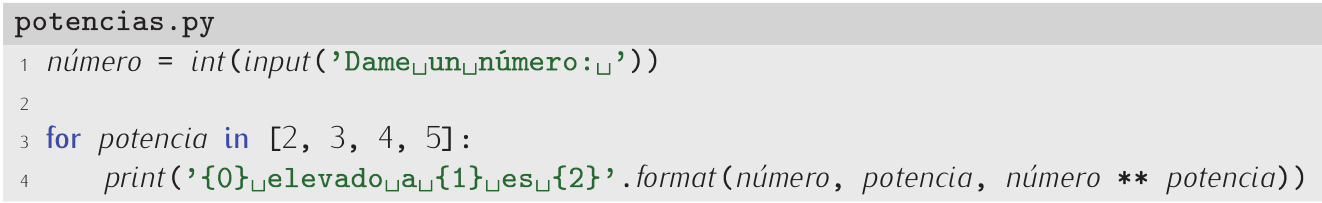 potencias.py
1 número = int(input('Dame␣un␣número:␣'))
2
3 for potencia in [2, 3, 4, 5]:
4     print('{0}␣elevado␣a␣{1}␣es␣{2}'.format(número, potencia, número ** potencia))